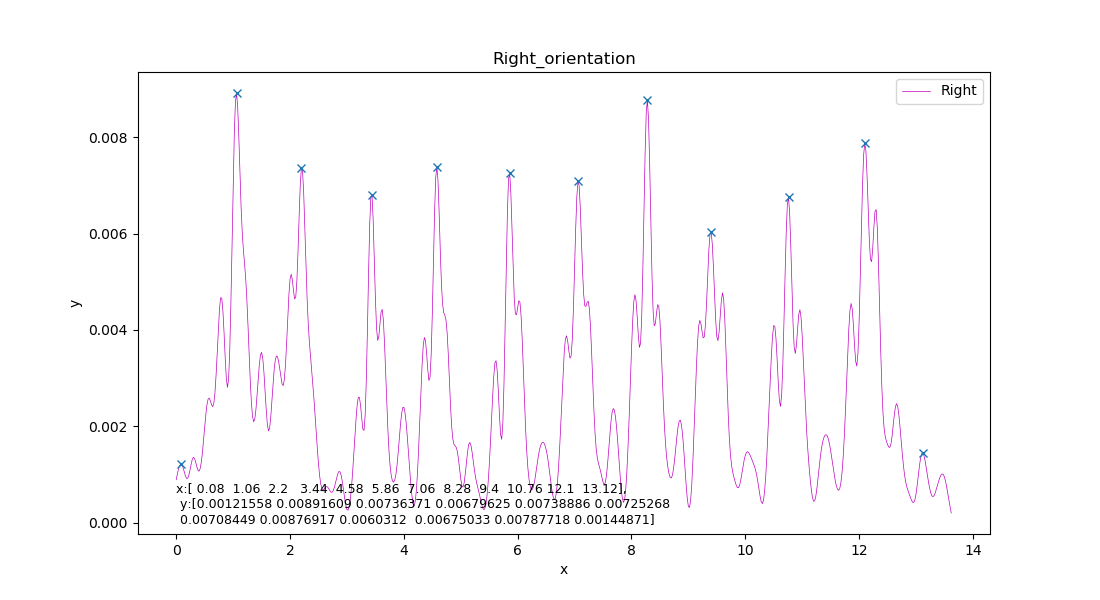 Right_orientation
Right
0.008
0.006
0.004
0.002
0.000
y
x:[ 0.08 1.06 2.2 3.44 4.58 5.86 7.06 8.28 9.4 10.76 12.1 13.12],
y:[0.00121558 0.00891609 0.00736371 0.00679625 0.00738886 0.00725268
0.00708449 0.00876917 0.0060312 0.00675033 0.00787718 0.00144871]
0 2 4 6 8 10 12 14
x